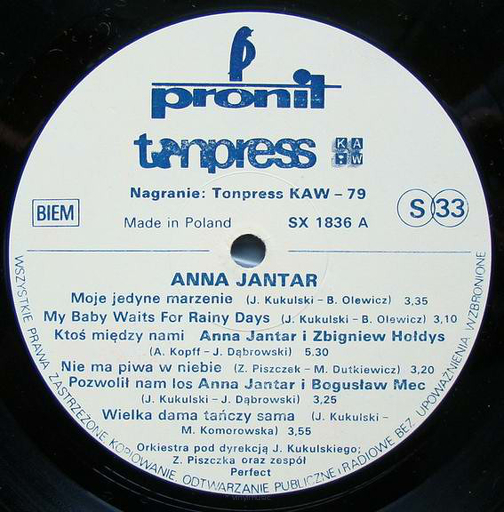 pronit
tonpress KAW
Nagranie: Tonpress KAW – 79
BIEM
Made in Poland SX 1836 A
S 33
ANNA JANTAR
Moje jedyne marzenie (J. Kukulski – B. Olewicz) 3,35
My Baby Waits For Rainy Days (J. Kukulski – B. Olewicz) 3,10
Ktoś między nami Anna Jantar i Zbigniew Hołdys
(A. Kopff – J. Dąbrowski) 5.30
Nie ma piwa w niebie (Z. Piszczek – M. Dutkiewicz) 3,20
Pozwolił nam los Anna Jantar i Bogusław Mec
(J. Kukulski – J. Dąbrowski) 3,25
Wielka dama tańczy sama (J. Kukulski –
M. Komorowska) 3,55
Orkiestra pod dyrekcją J. Kukulskiego;
Z. Piszczka oraz zespół
Perfect
WSZYSTKIE PRAWA ZASTRZEŻONE KOPIOWANIE, ODTWARZANIE PUBLICZNE i RADIOWE BEZ UPOWAŻNIENIA WZBRONIONE